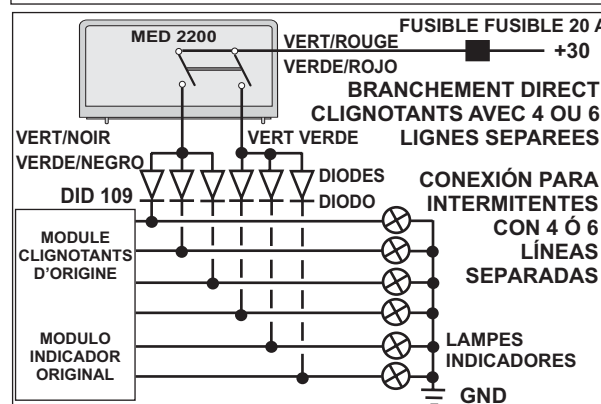 FUSIBLE FUSIBLE 20 A
MED 2200
VERT/ROUGE
+30
VERDE/ROJO
BRANCHEMENT DIRECT
CLIGNOTANTS AVEC 4 OU 6
LIGNES SEPAREES
VERT/NOIR
VERT VERDE
VERDE/NEGRO
DIODES
DID 109
DIODO
CONEXIÓN PARA
INTERMITENTES
CON 4 Ó 6
LÍNEAS
SEPARADAS
MODULE
CLIGNOTANTS
D'ORIGINE
MODULO
INDICADOR
ORIGINAL
LAMPES
INDICADORES
GND